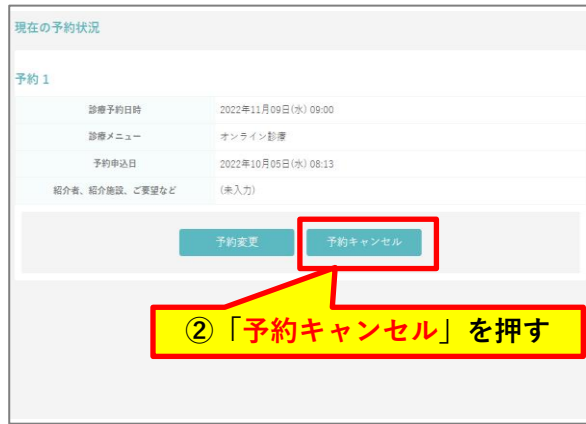 現在の予約状況
予約 1
診療予約日時 2022年11月09日(水) 09:00
診療メニュー オンライン診療
予約申込日 2022年10月05日(水) 08:13
紹介者、紹介施設、ご要望など (未入力)
予約変更 予約キャンセル
②「予約キャンセル」を押す